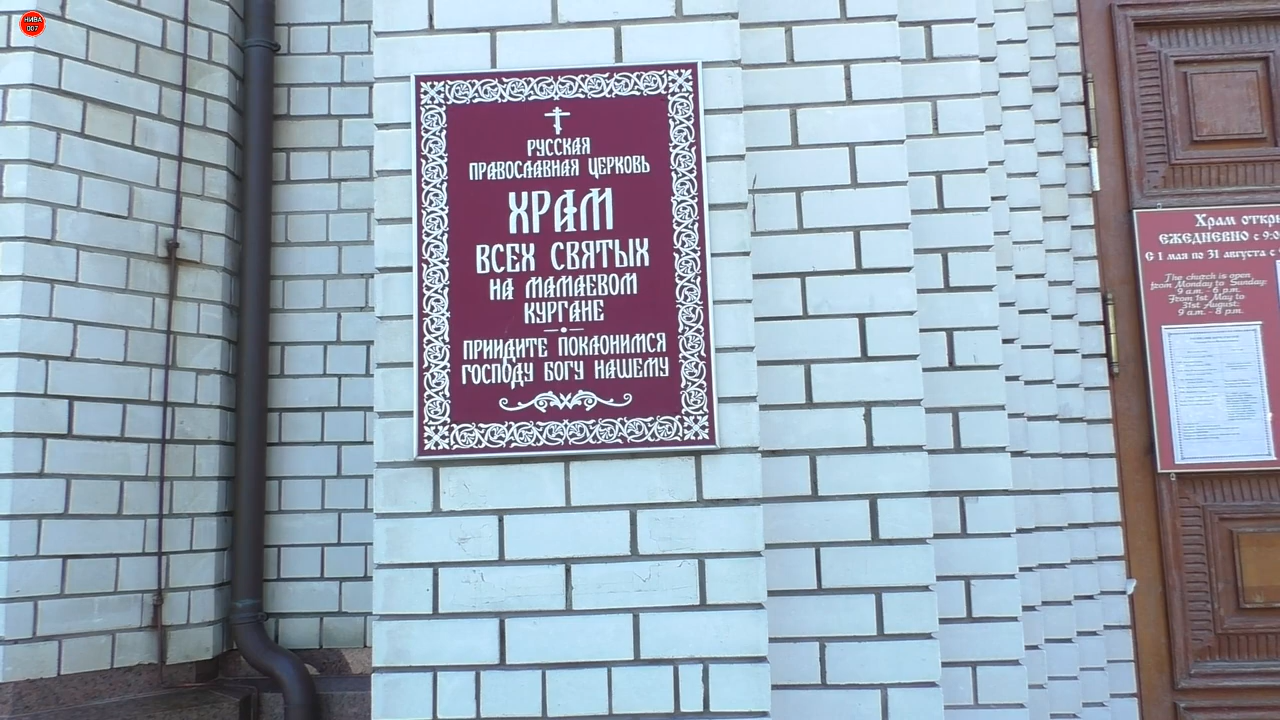 НИВА
007
РУССКАЯ
ПРАВОСЛАВНАЯ ЦЕРКОВЬ
ХРАМ
ВСЕХ СВЯТЫХ
НА МАМАЕВОМ
КУРГАНЕ
ПРИИДИТЕ ПОКЛОНИМСЯ
ГОСПОДУ БОГУ НАШЕМУ
Храм откры
ЕЖЕДНЕВНО с 9:0
С 1 мая по 31 августа с
The church is open
from Monday to Sunday:
9 a.m. - 6 p.m.
From 1st May to
31st August:
9 a.m. - 8 p.m.